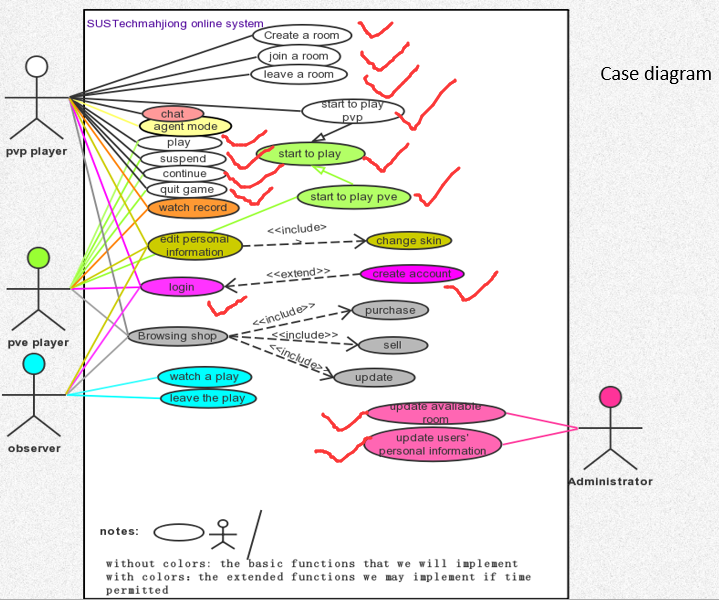 SUSTechmahjiong online system
Create a room
join a room
leave a room
Case diagram
start to play
pvp
chat
agent mode
play
pvp player
suspend
start to play
continue
quit game
start to play pve
watch record
<<include>
>
edit personal
information
change skin
<<extend>>
create account
login
<<include>>
purchase
pve player
Browsing shop
<<include>>
sell
<<include>>
watch a play
update
leave the play
update available
room
observer
update users'
personal information
Administrator
notes:
without colors: the basic functions that we will implement
with colors: the extended functions we may implement if time
permitted